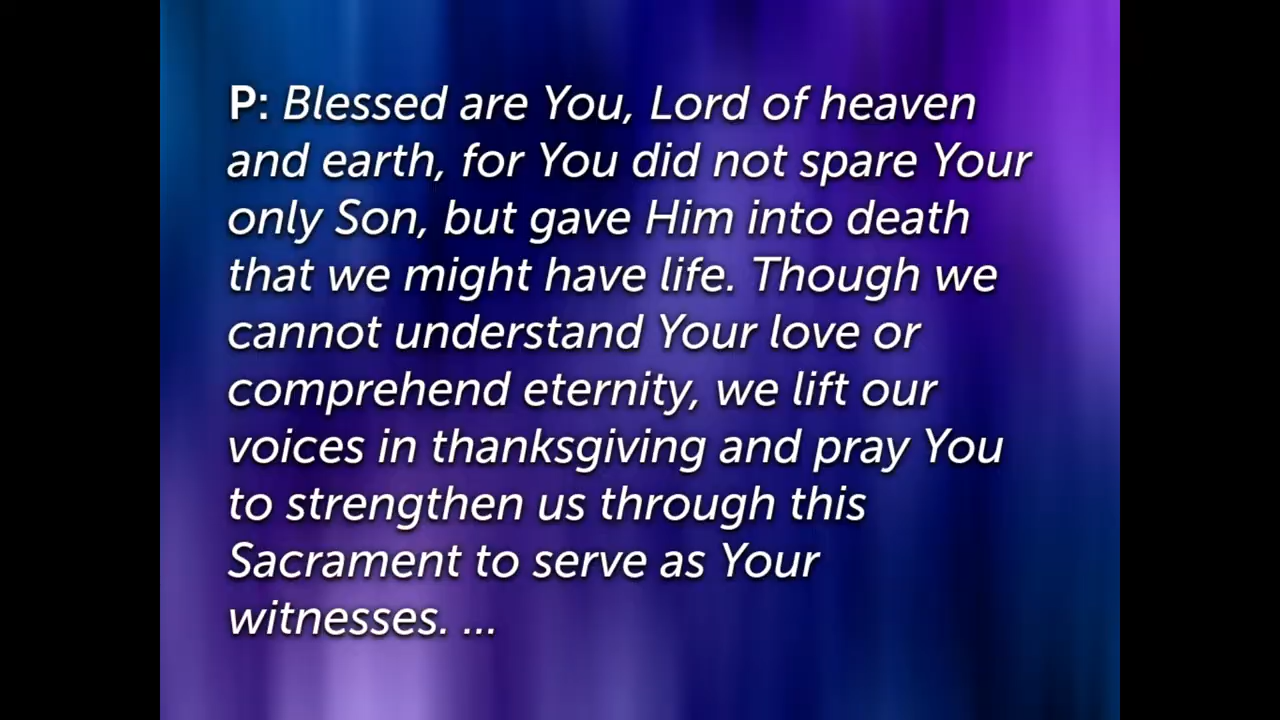 P: Blessed are You, Lord of heaven
and earth, for You did not spare Your
only Son, but gave Him into death
that we might have life. Though we
cannot understand Your love or
comprehend eternity, we lift our
voices in thanksgiving and pray You
to strengthen us through this
Sacrament to serve as Your
witnesses. ...